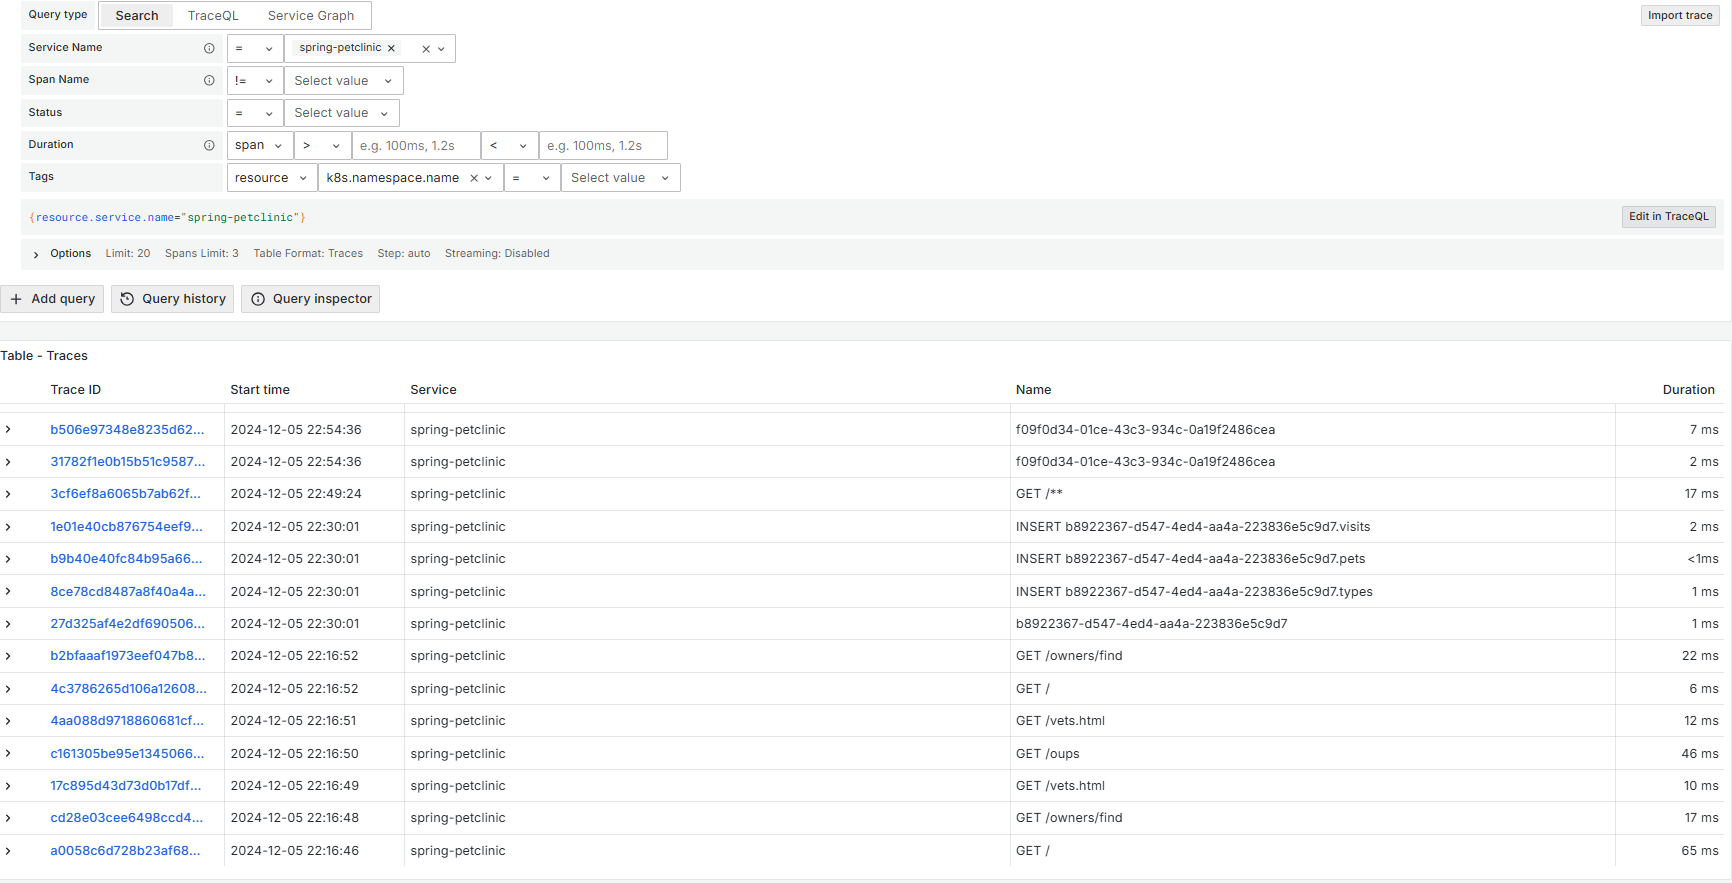 Query type Search TraceQL Service Graph Import trace
Service Name = spring-petclinic
Span Name != Select value
Status = Select value
Duration span > e.g. 100ms, 1.2s < e.g. 100ms, 1.2s
Tags resource k8s.namespace.name = Select value
{resource.service.name="spring-petclinic"} Edit in TraceQL
Options Limit: 20 Spans Limit: 3 Table Format: Traces Step: auto Streaming: Disabled
+ Add query Query history Query inspector
Table - Traces
Trace ID Start time Service Name Duration
b506e97348e8235d62... 2024-12-05 22:54:36 spring-petclinic f09f0d34-01ce-43c3-934c-0a19f2486cea 7 ms
31782f1e0b15b51c9587... 2024-12-05 22:54:36 spring-petclinic f09f0d34-01ce-43c3-934c-0a19f2486cea 2 ms
3cf6ef8a6065b7ab62f... 2024-12-05 22:49:24 spring-petclinic GET /** 17 ms
1e01e40cb876754eef9... 2024-12-05 22:30:01 spring-petclinic INSERT b8922367-d547-4ed4-aa4a-223836e5c9d7.visits 2 ms
b9b40e40fc84b95a66... 2024-12-05 22:30:01 spring-petclinic INSERT b8922367-d547-4ed4-aa4a-223836e5c9d7.pets <1ms
8ce78cd8487a8f40a4a... 2024-12-05 22:30:01 spring-petclinic INSERT b8922367-d547-4ed4-aa4a-223836e5c9d7.types 1 ms
27d325af4e2df690506... 2024-12-05 22:30:01 spring-petclinic b8922367-d547-4ed4-aa4a-223836e5c9d7 1 ms
b2bfaaaf1973eef047b8... 2024-12-05 22:16:52 spring-petclinic GET /owners/find 22 ms
4c3786265d106a12608... 2024-12-05 22:16:52 spring-petclinic GET / 6 ms
4aa088d9718860681cf... 2024-12-05 22:16:51 spring-petclinic GET /vets.html 12 ms
c161305be95e1345066... 2024-12-05 22:16:50 spring-petclinic GET /oups 46 ms
17c895d43d73d0b17df... 2024-12-05 22:16:49 spring-petclinic GET /vets.html 10 ms
cd28e03cee6498ccd4... 2024-12-05 22:16:48 spring-petclinic GET /owners/find 17 ms
a0058c6d728b23af68... 2024-12-05 22:16:46 spring-petclinic GET / 65 ms